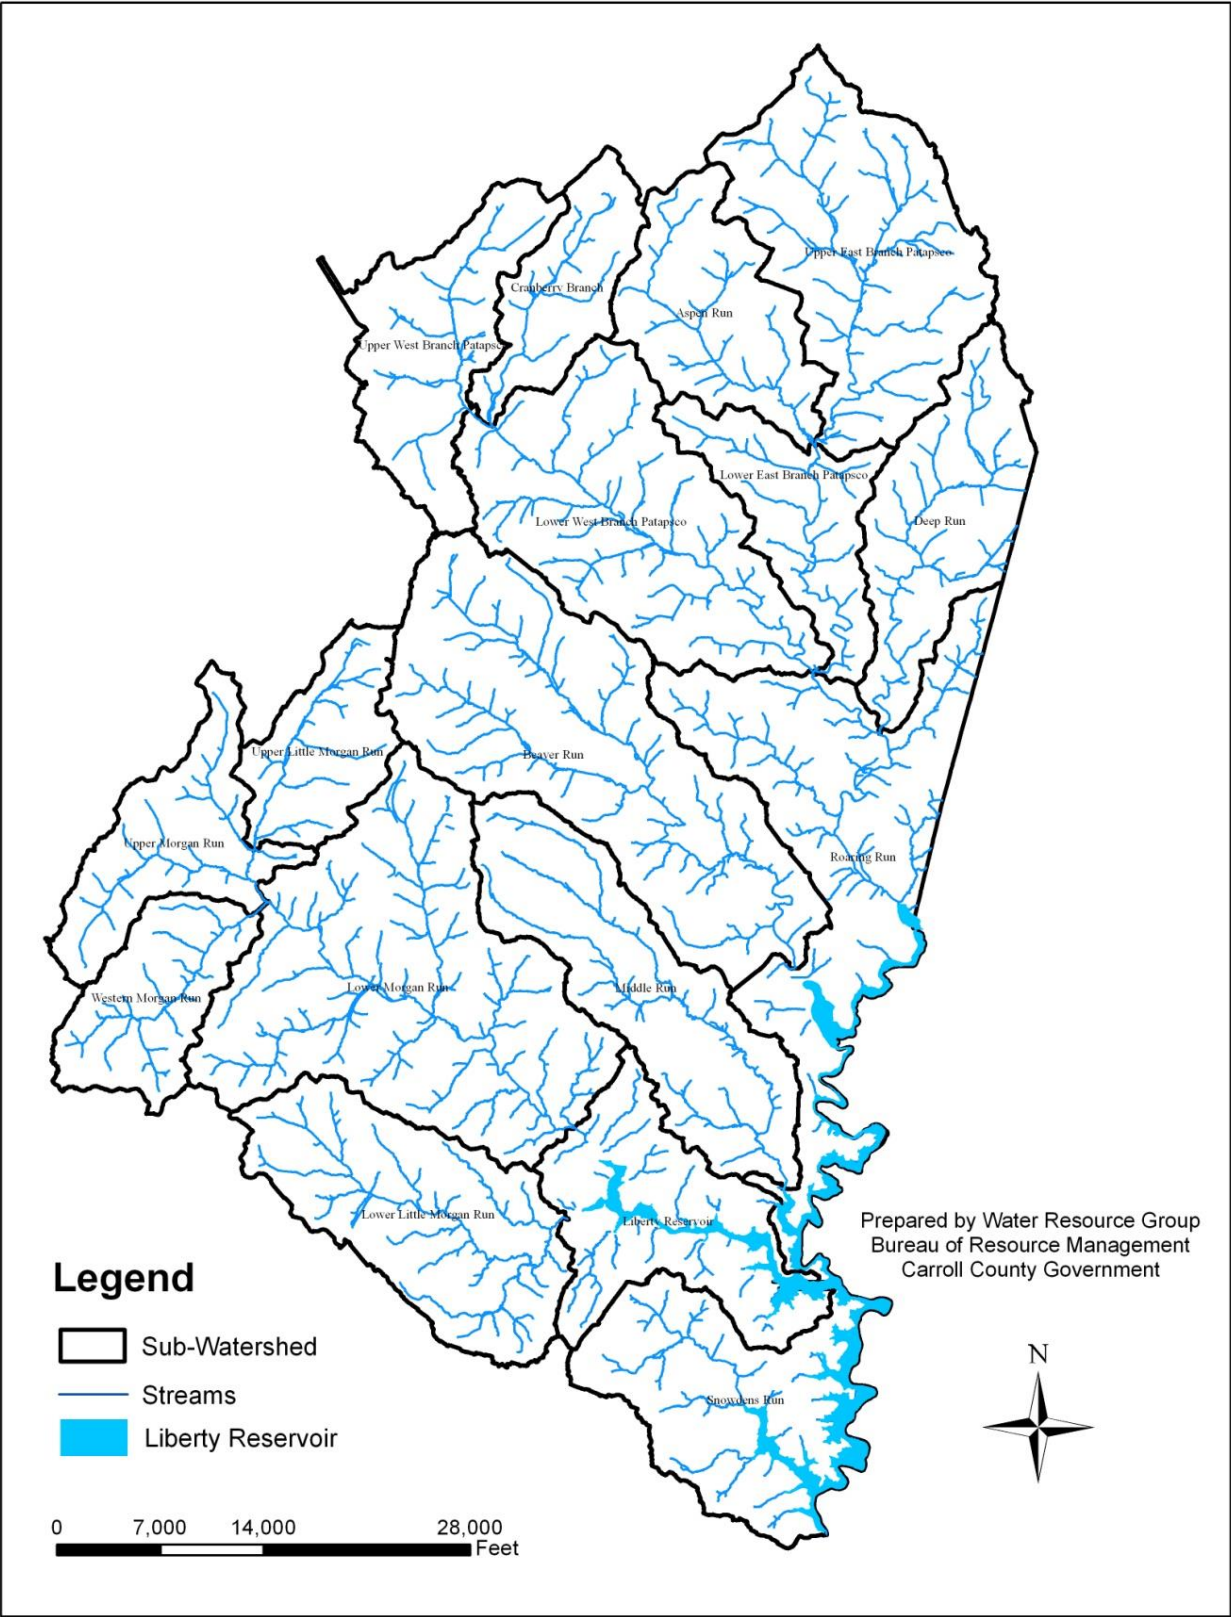 Upper East Branch Patapsco
Cranberry Branch
Aspen Run
Upper West Branch Patapsco
Lower East Branch Patapsco
Lower West Branch Patapsco
Deep Run
Upper Little Morgan Run
Beaver Run
Upper Morgan Run
Roaring Run
Lower Morgan Run
Middle Run
Western Morgan Run
Lower Little Morgan Run
Liberty Reservoir
Prepared by Water Resource Group
Bureau of Resource Management
Carroll County Government
Legend
Sub-Watershed
Streams
Liberty Reservoir
N
Snowdens Run
0 7,000 14,000 28,000
Feet